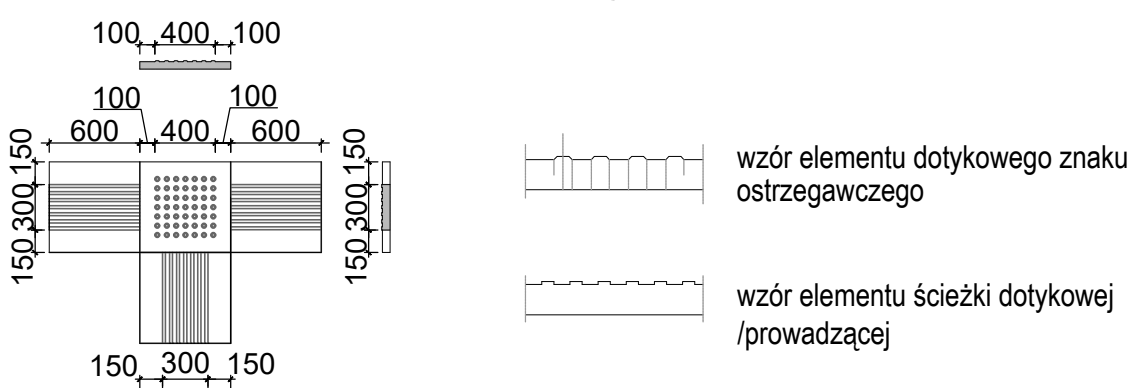 100 400 100
100 100
600 400 600
150 300 150
150 300 150
150 300 150
wzór elementu dotykowego znaku
ostrzegawczego
wzór elementu ścieżki dotykowej
/prowadzącej